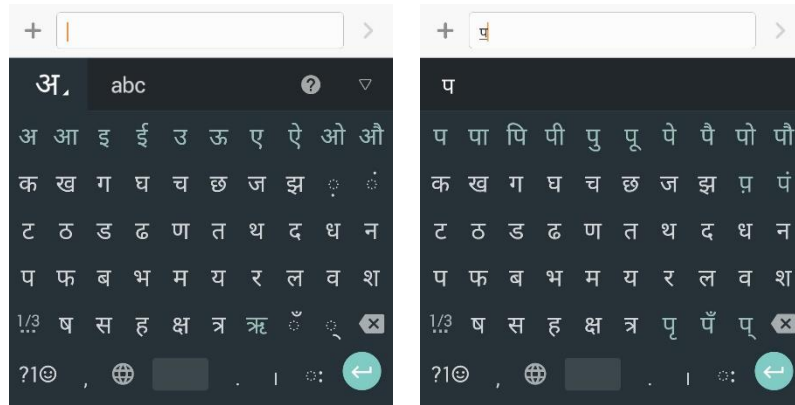 अ abc
अ आ इ ई उ ऊ ए ऐ ओ औ
क ख ग घ च छ ज झ ़ ं
ट ठ ड ढ ण त थ द ध न
प फ ब भ म य र ल व श
1/3 ष स ह क्ष त्र ऋ ँ ्
?1☺ , . । ः
प
प
प पा पि पी पु पू पे पै पो पौ
क ख ग घ च छ ज झ प़ पं
ट ठ ड ढ ण त थ द ध न
प फ ब भ म य र ल व श
1/3 ष स ह क्ष त्र पृ पँ प्
?1☺ , . । ः